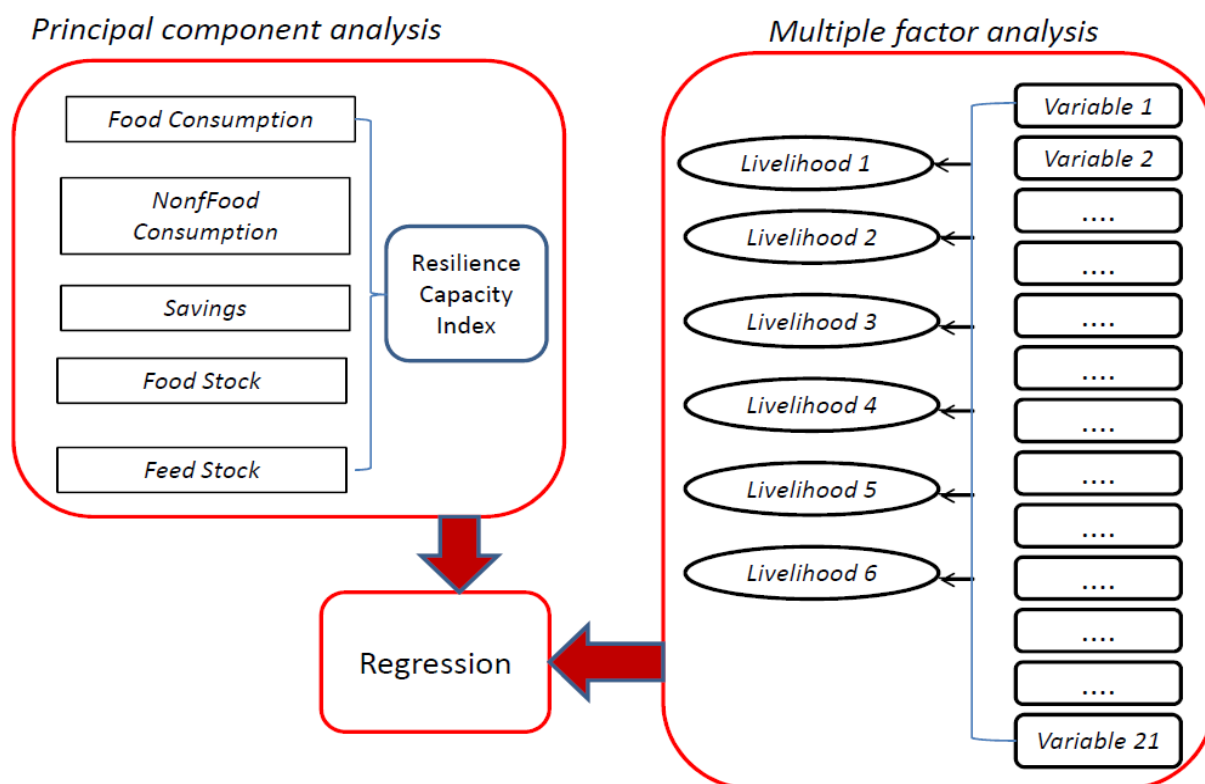 Principal component analysis
Food Consumption
NonfFood
Consumption
Savings
Food Stock
Feed Stock
Resilience
Capacity
Index
Multiple factor analysis
Livelihood 1
Livelihood 2
Livelihood 3
Livelihood 4
Livelihood 5
Livelihood 6
Variable 1
Variable 2
....
....
....
....
....
....
....
....
....
....
Variable 21
Regression